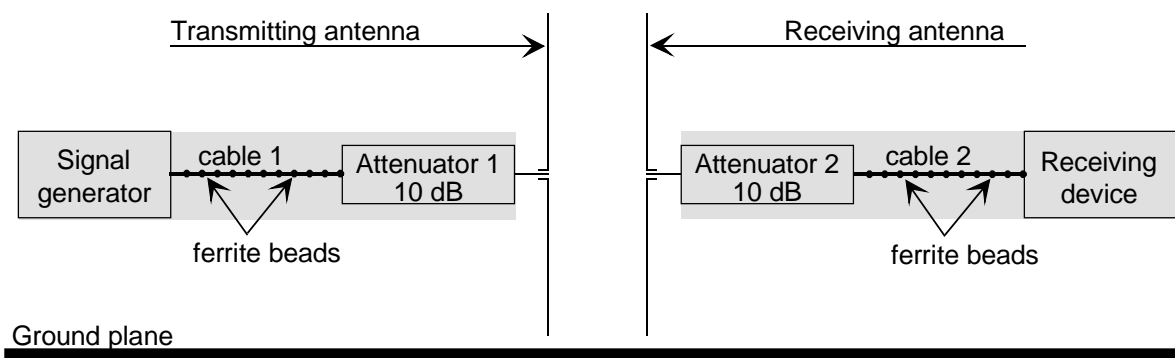 Transmitting antenna
Receiving antenna
Signal
generator
cable 1
Attenuator 1
10 dB
ferrite beads
Attenuator 2
10 dB
cable 2
ferrite beads
Receiving
device
Ground plane